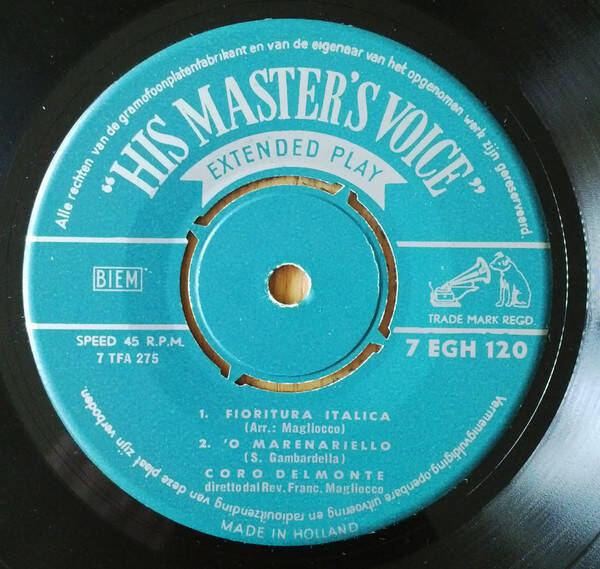 Alle rechten van de gramofoonplatenfabrikant en van de eigenaar van het opgenomen werk zijn gereserveerd.
"HIS MASTER'S VOICE"
EXTENDED PLAY
BIEM
TRADE MARK REGD.
SPEED 45 R.P.M.
7 TFA 275
7 EGH 120
1. FIORITURA ITALICA
(Arr.: Magliocco)
2. 'O MARENARIELLO
(S. Gambardella)
CORO DELMONTE
diretto dal Rev. Franc. Magliocco
Vermenigvuldiging, openbare uitvoering en radiouitzending van deze plaat zijn verboden.
MADE IN HOLLAND